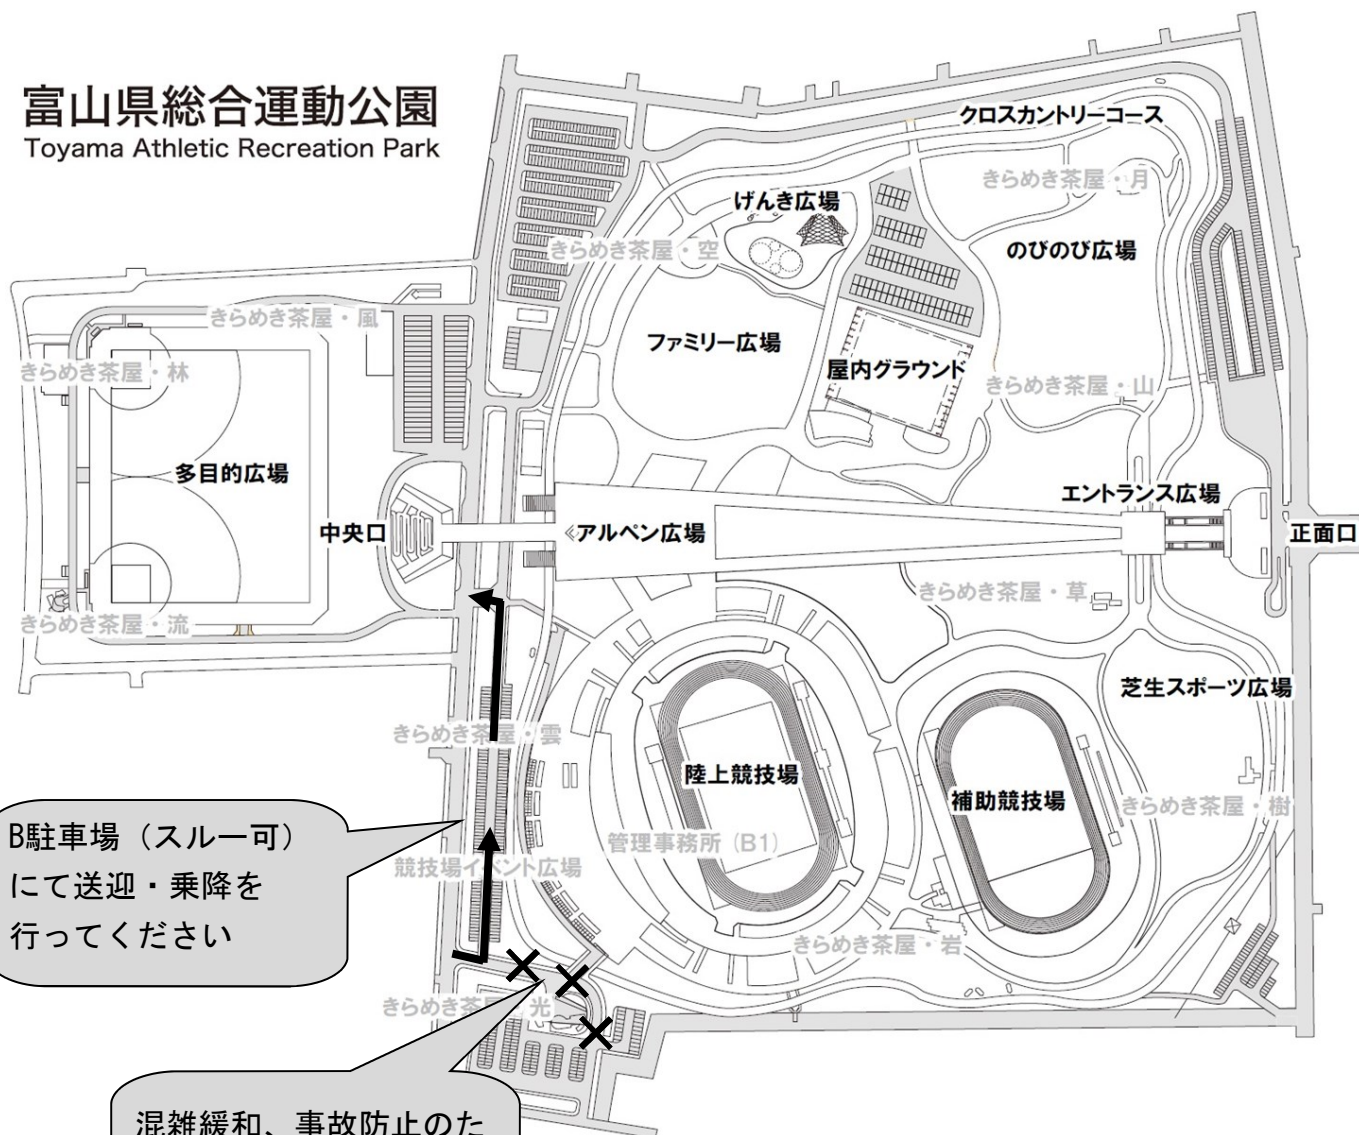 富山県総合運動公園
Toyama Athletic Recreation Park
クロスカントリーコース
きらめき茶屋・月
げんき広場
きらめき茶屋・空
のびのび広場
きらめき茶屋・風
ファミリー広場
屋内グラウンド
きらめき茶屋・林
きらめき茶屋・山
多目的広場
エントランス広場
中央口
≪アルペン広場
正面口
きらめき茶屋・草
きらめき茶屋・流
芝生スポーツ広場
きらめき茶屋・雲
陸上競技場
補助競技場
きらめき茶屋・樹
B駐車場（スルー可）
にて送迎・乗降を
行ってください
管理事務所(B1)
競技場イベント広場
きらめき茶屋・岩
きらめき茶屋・光
混雑緩和、事故防止のた